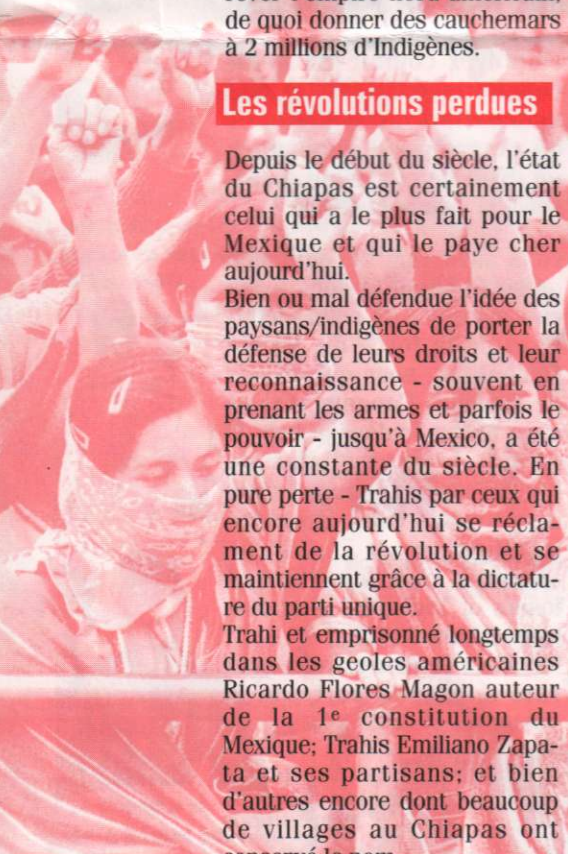 de quoi donner des cauchemars
à 2 millions d'Indigènes.
Les révolutions perdues
Depuis le début du siècle, l'état
du Chiapas est certainement
celui qui a le plus fait pour le
Mexique et qui le paye cher
aujourd'hui.
Bien ou mal défendue l'idée des
paysans/indigènes de porter la
défense de leurs droits et leur
reconnaissance - souvent en
prenant les armes et parfois le
pouvoir - jusqu'à Mexico, a été
une constante du siècle. En
pure perte - Trahis par ceux qui
encore aujourd'hui se récla-
ment de la révolution et se
maintiennent grâce à la dictatu-
re du parti unique.
Trahi et emprisonné longtemps
dans les geoles américaines
Ricardo Flores Magon auteur
de la 1e constitution du
Mexique; Trahis Emiliano Zapa-
ta et ses partisans; et bien
d'autres encore dont beaucoup
de villages au Chiapas ont